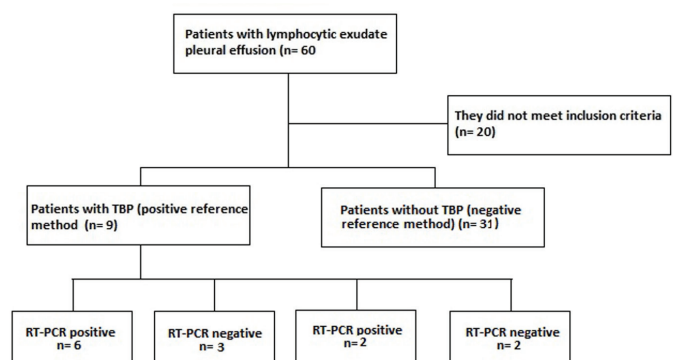 Patients with lymphocytic exudate
pleural effusion (n= 60
They did not meet inclusion criteria
(n= 20)
Patients with TBP (positive reference
method (n= 9)
Patients without TBP (negative
reference method) (n= 31)
RT-PCR positive
n= 6
RT-PCR negative
n= 3
RT-PCR positive
n= 2
RT-PCR negative
n= 2